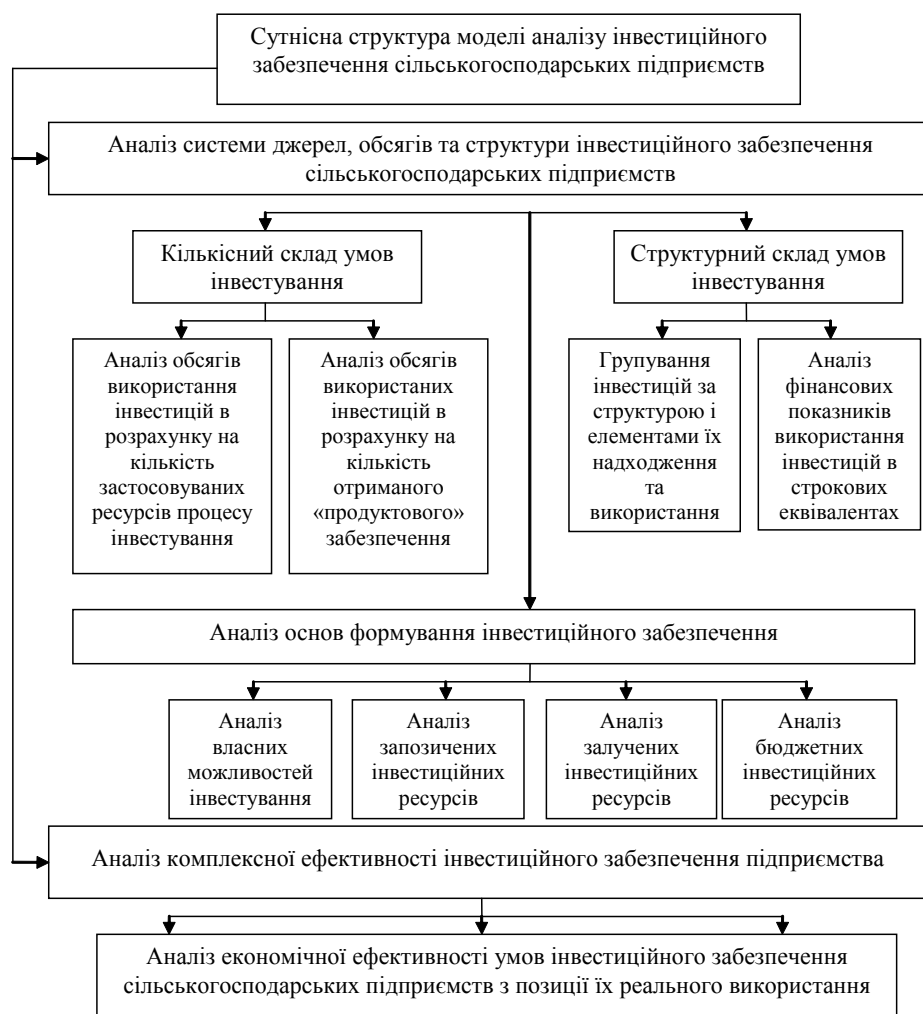 Сутнісна структура моделі аналізу інвестиційного
забезпечення сільськогосподарських підприємств
Аналіз системи джерел, обсягів та структури інвестиційного забезпечення
сільськогосподарських підприємств
Кількісний склад умов
інвестування
Структурний склад умов
інвестування
Аналіз обсягів
використання
інвестицій в
розрахунку на
кількість
застосовуваних
ресурсів процесу
інвестування
Аналіз обсягів
використаних
інвестицій в
розрахунку на
кількість
отриманого
«продуктового»
забезпечення
Групування
інвестицій за
структурою і
елементами їх
надходження
та
використання
Аналіз
фінансових
показників
використання
інвестицій в
строкових
еквівалентах
Аналіз основ формування інвестиційного забезпечення
Аналіз
власних
можливостей
інвестування
Аналіз
запозичених
інвестиційних
ресурсів
Аналіз
залучених
інвестиційних
ресурсів
Аналіз
бюджетних
інвестиційних
ресурсів
Аналіз комплексної ефективності інвестиційного забезпечення підприємства
Аналіз економічної ефективності умов інвестиційного забезпечення
сільськогосподарських підприємств з позиції їх реального використання